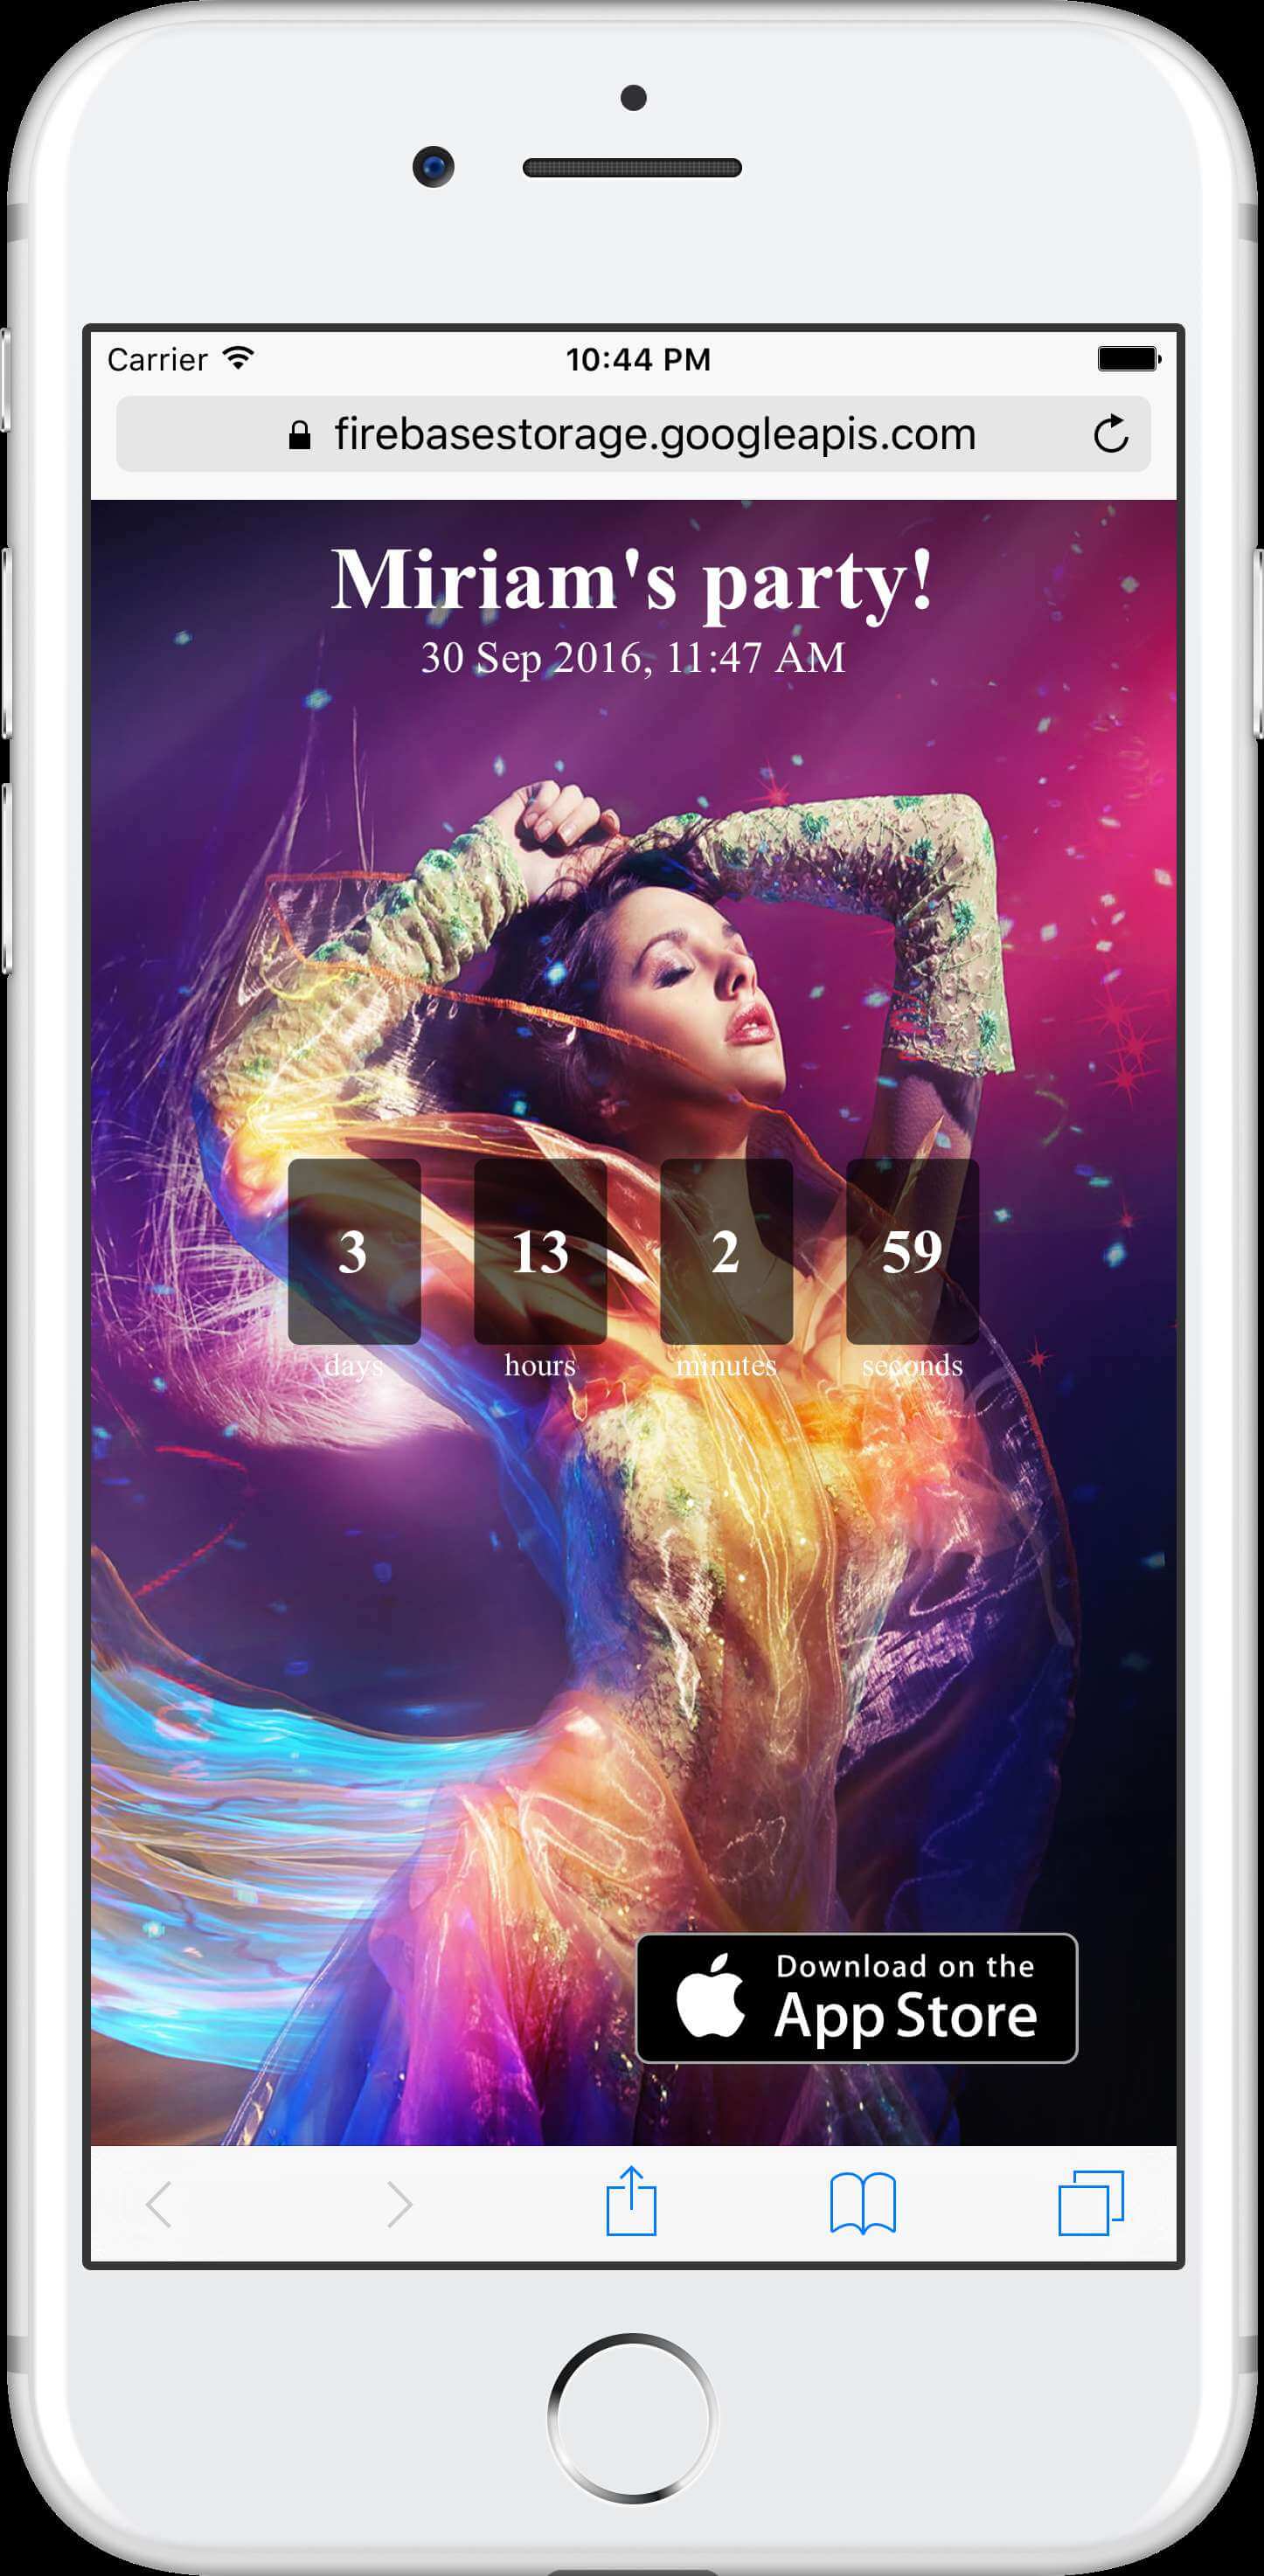 Carrier 10:44 PM
firebasestorage.googleapis.com
Miriam's party!
30 Sep 2016, 11:47 AM
3 13 2 59
days hours minutes seconds
Download on the
App Store